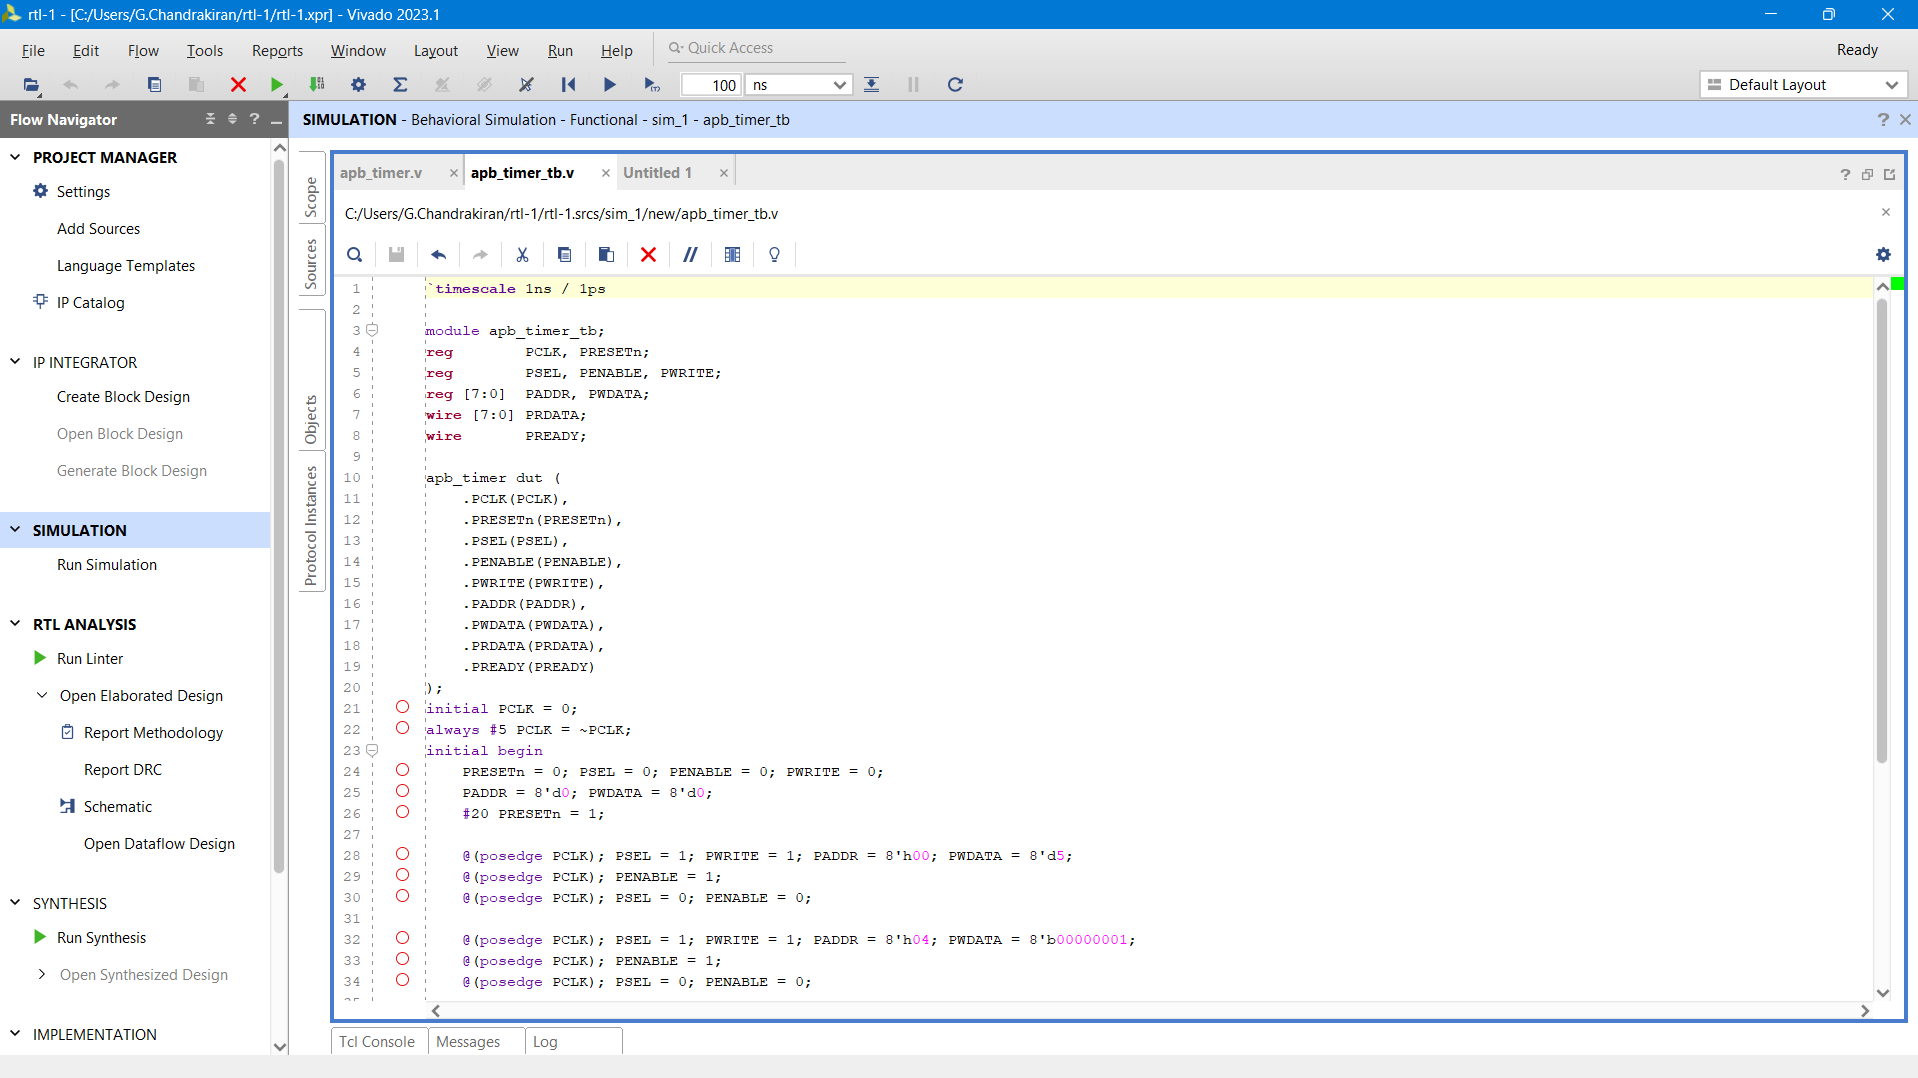 rtl-1 - [C:/Users/G.Chandrakiran/rtl-1/rtl-1.xpr] - Vivado 2023.1
File Edit Flow Tools Reports Window Layout View Run Help Quick Access Ready
100 ns Default Layout
Flow Navigator
SIMULATION - Behavioral Simulation - Functional - sim_1 - apb_timer_tb
PROJECT MANAGER
Settings
Add Sources
Language Templates
IP Catalog
IP INTEGRATOR
Create Block Design
Open Block Design
Generate Block Design
SIMULATION
Run Simulation
RTL ANALYSIS
Run Linter
Open Elaborated Design
Report Methodology
Report DRC
Schematic
Open Dataflow Design
SYNTHESIS
Run Synthesis
Open Synthesized Design
IMPLEMENTATION
Scope
Sources
Objects
Protocol Instances
apb_timer.v apb_timer_tb.v Untitled 1
C:/Users/G.Chandrakiran/rtl-1/rtl-1.srcs/sim_1/new/apb_timer_tb.v
1 `timescale 1ns / 1ps
2
3 module apb_timer_tb;
4 reg PCLK, PRESETn;
5 reg PSEL, PENABLE, PWRITE;
6 reg [7:0] PADDR, PWDATA;
7 wire [7:0] PRDATA;
8 wire PREADY;
9
10 apb_timer dut (
11 .PCLK(PCLK),
12 .PRESETn(PRESETn),
13 .PSEL(PSEL),
14 .PENABLE(PENABLE),
15 .PWRITE(PWRITE),
16 .PADDR(PADDR),
17 .PWDATA(PWDATA),
18 .PRDATA(PRDATA),
19 .PREADY(PREADY)
20 );
21 initial PCLK = 0;
22 always #5 PCLK = ~PCLK;
23 initial begin
24 PRESETn = 0; PSEL = 0; PENABLE = 0; PWRITE = 0;
25 PADDR = 8'd0; PWDATA = 8'd0;
26 #20 PRESETn = 1;
27
28 @(posedge PCLK); PSEL = 1; PWRITE = 1; PADDR = 8'h00; PWDATA = 8'd5;
29 @(posedge PCLK); PENABLE = 1;
30 @(posedge PCLK); PSEL = 0; PENABLE = 0;
31
32 @(posedge PCLK); PSEL = 1; PWRITE = 1; PADDR = 8'h04; PWDATA = 8'b00000001;
33 @(posedge PCLK); PENABLE = 1;
34 @(posedge PCLK); PSEL = 0; PENABLE = 0;
Tcl Console Messages Log